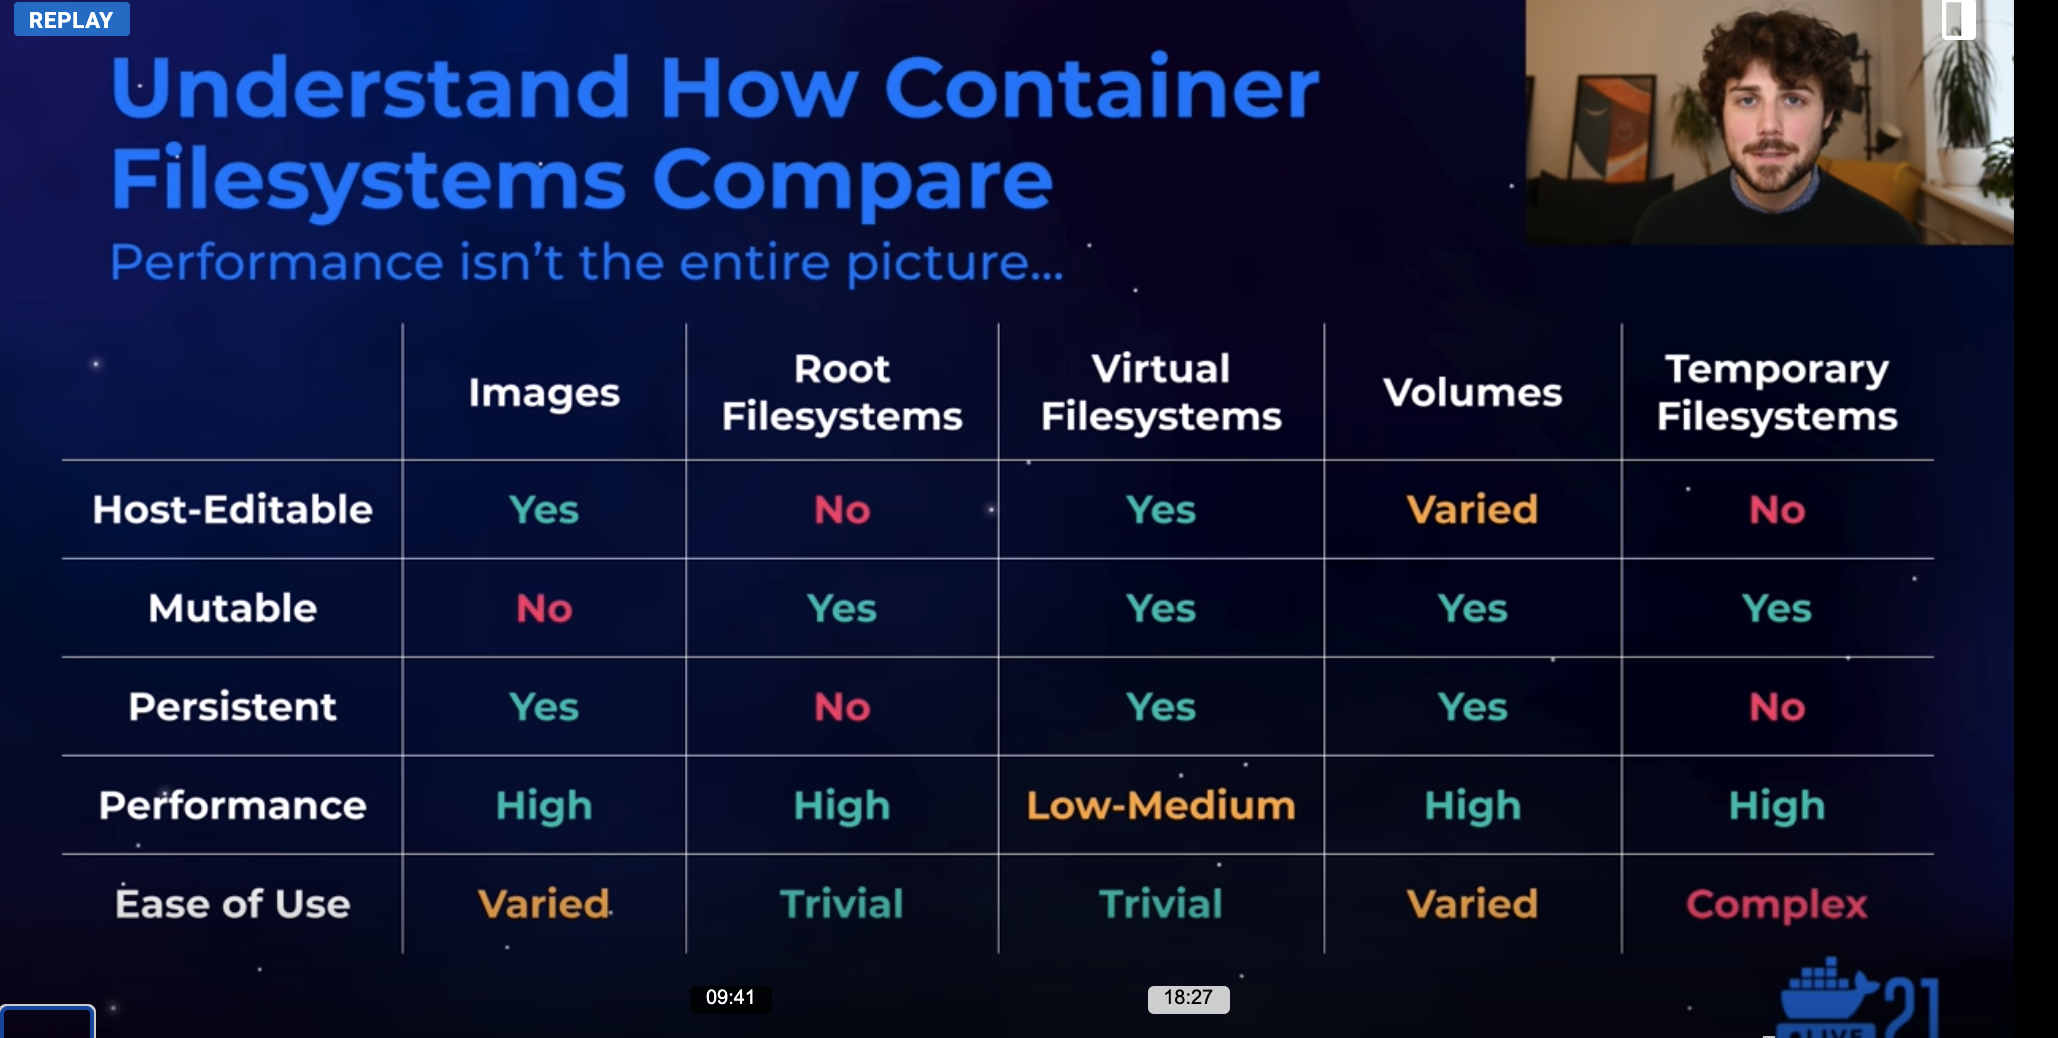 REPLAY
Understand How Container
Filesystems Compare
Performance isn't the entire picture...
Images
Root
Filesystems
Virtual
Filesystems
Volumes
Temporary
Filesystems
Host-Editable Yes No Yes Varied No
Mutable No Yes Yes Yes Yes
Persistent Yes No Yes Yes No
Performance High High Low-Medium High High
Ease of Use Varied Trivial Trivial Varied Complex
09:41 18:27
21
LIVE